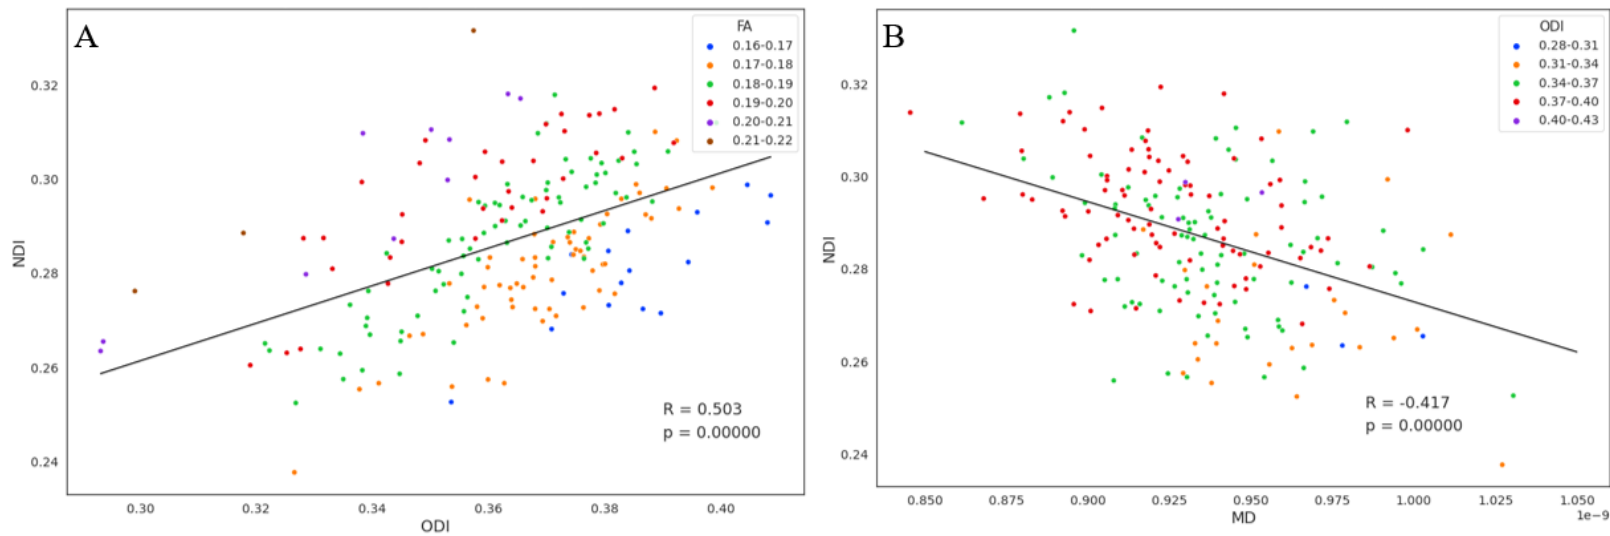 A
FA
0.16-0.17
0.17-0.18
0.18-0.19
0.19-0.20
0.20-0.21
0.21-0.22
0.32
0.30
0.28
0.26
0.24
NDI
R = 0.503
p = 0.00000
0.30 0.32 0.34 0.36 0.38 0.40
ODI
B
ODI
0.28-0.31
0.31-0.34
0.34-0.37
0.37-0.40
0.40-0.43
0.32
0.30
0.28
0.26
0.24
NDI
R = -0.417
p = 0.00000
0.850 0.875 0.900 0.925 0.950 0.975 1.000 1.025 1.050
1e-9
MD